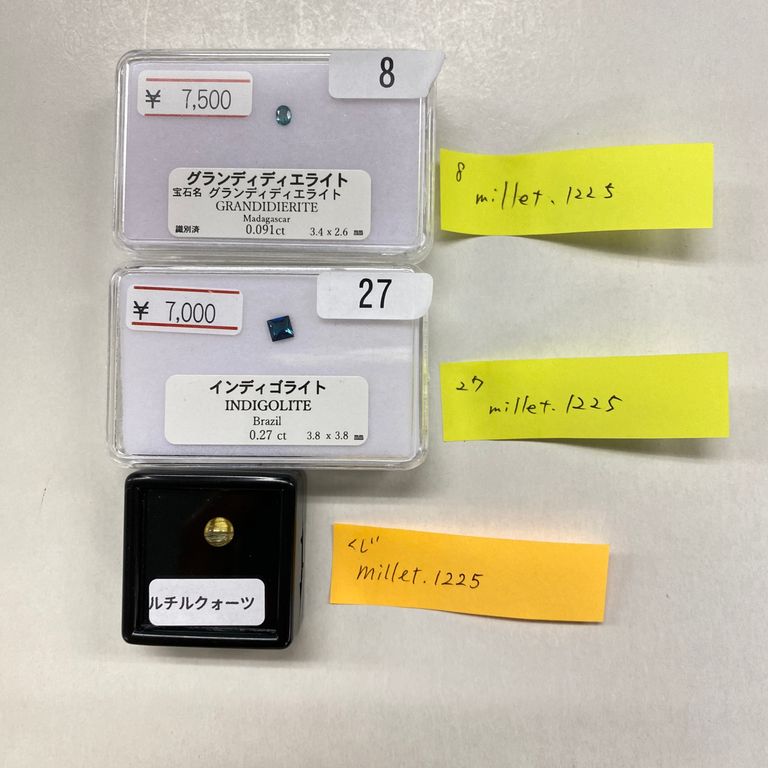 ¥ 7,500
8
グランディディエライト
宝石名 グランディディエライト
GRANDIDIERITE
Madagascar
識別済 0.091ct 3.4 x 2.6 mm
8
millet.1225
¥ 7,000
27
インディゴライト
INDIGOLITE
Brazil
0.27 ct 3.8 x 3.8 mm
27
millet.1225
ルチルクォーツ
くじ
millet.1225